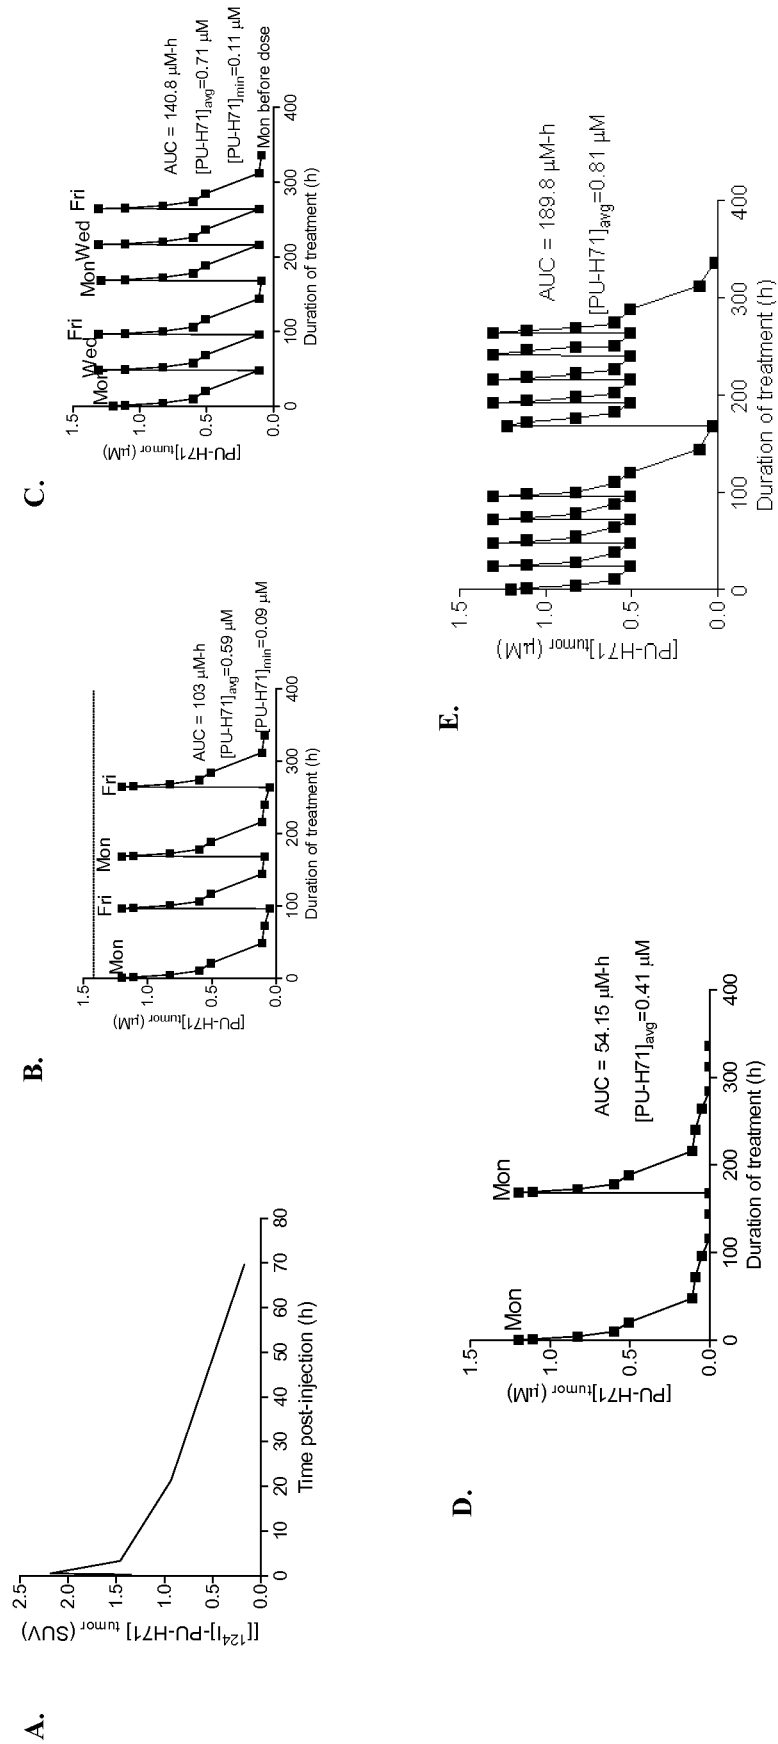 A.
[[¹²⁴I]-PU-H71] tumor (SUV)
2.5
2.0
1.5
1.0
0.5
0.0
0 10 20 30 40 50 60 70 80
Time post-injection (h)
B.
[PU-H71]tumor (μM)
1.5
1.0
0.5
0.0
Mon Fri Mon Fri
AUC = 103 μM-h
[PU-H71]avg=0.59 μM
[PU-H71]min=0.09 μM
0 100 200 300 400
Duration of treatment (h)
C.
[PU-H71]tumor (μM)
1.5
1.0
0.5
0.0
Mon Wed Fri Mon Wed Fri
AUC = 140.8 μM-h
[PU-H71]avg=0.71 μM
[PU-H71]min=0.11 μM
Mon before dose
0 100 200 300 400
Duration of treatment (h)
D.
[PU-H71]tumor (μM)
1.5
1.0
0.5
0.0
Mon Mon
AUC = 54.15 μM-h
[PU-H71]avg=0.41 μM
0 100 200 300 400
Duration of treatment (h)
E.
[PU-H71]tumor (μM)
1.5
1.0
0.5
0.0
AUC = 189.8 μM-h
[PU-H71]avg=0.81 μM
0 100 200 300 400
Duration of treatment (h)